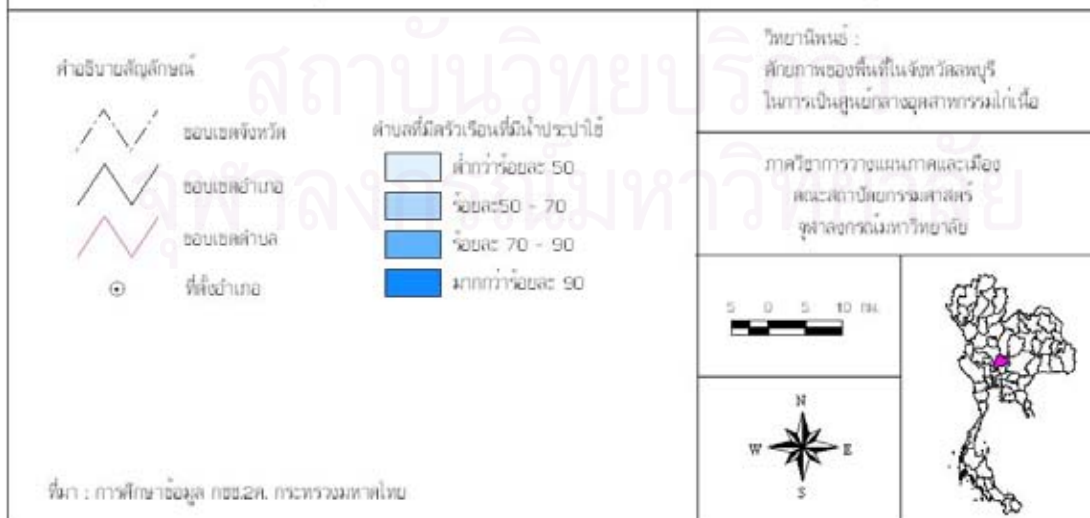 คำอธิบายสัญลักษณ์
ขอบเขตจังหวัด
ขอบเขตอำเภอ
ขอบเขตตำบล
ที่ตั้งอำเภอ
ตำบลที่มีครัวเรือนที่มีน้ำประปาใช้
ต่ำกว่าร้อยละ 50
ร้อยละ50 - 70
ร้อยละ 70 - 90
มากกว่าร้อยละ 90
ที่มา : การศึกษาข้อมูล กชช.2ค. กระทรวงมหาดไทย
วิทยานิพนธ์ :
ศักยภาพของพื้นที่ในจังหวัดลพบุรี
ในการเป็นศูนย์กลางอุตสาหกรรมไก่เนื้อ
ภาควิชาการวางแผนภาคและเมือง
คณะสถาปัตยกรรมศาสตร์
จุฬาลงกรณ์มหาวิทยาลัย
5 0 5 10 กม.
N
W E
S
สถาบันวิทยบริการ
จุฬาลงกรณ์มหาวิทยาลัย